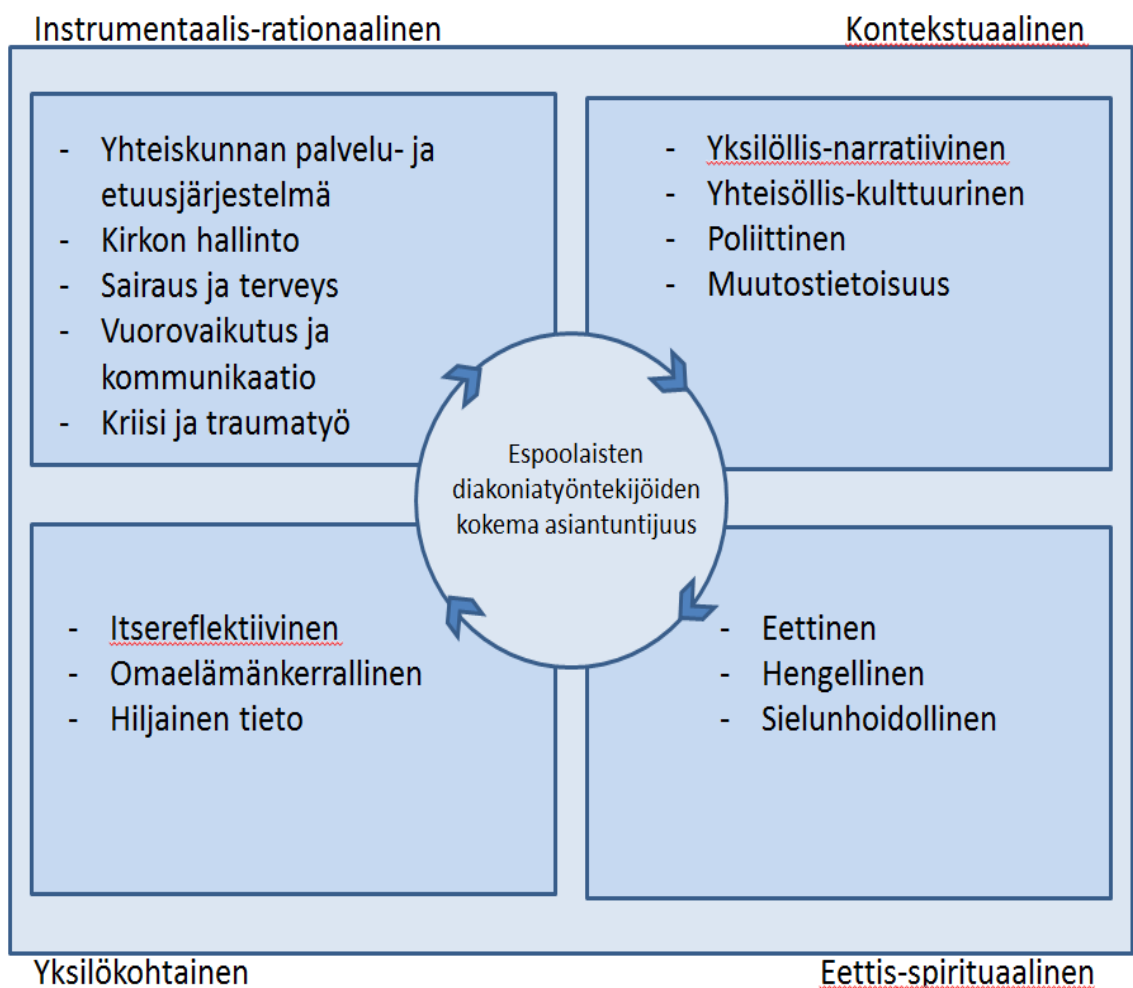 Instrumentaalis-rationaalinen
Kontekstuaalinen
- Yhteiskunnan palvelu- ja
etuusjärjestelmä
- Kirkon hallinto
- Sairaus ja terveys
- Vuorovaikutus ja
kommunikaatio
- Kriisi ja traumatyö
- Yksilöllis-narratiivinen
- Yhteisöllis-kulttuurinen
- Poliittinen
- Muutostietoisuus
Espoolaisten
diakoniatyöntekijöiden
kokema asiantuntijuus
- Itsereflektiivinen
- Omaelämänkerrallinen
- Hiljainen tieto
- Eettinen
- Hengellinen
- Sielunhoidollinen
Yksilökohtainen
Eettis-spirituaalinen